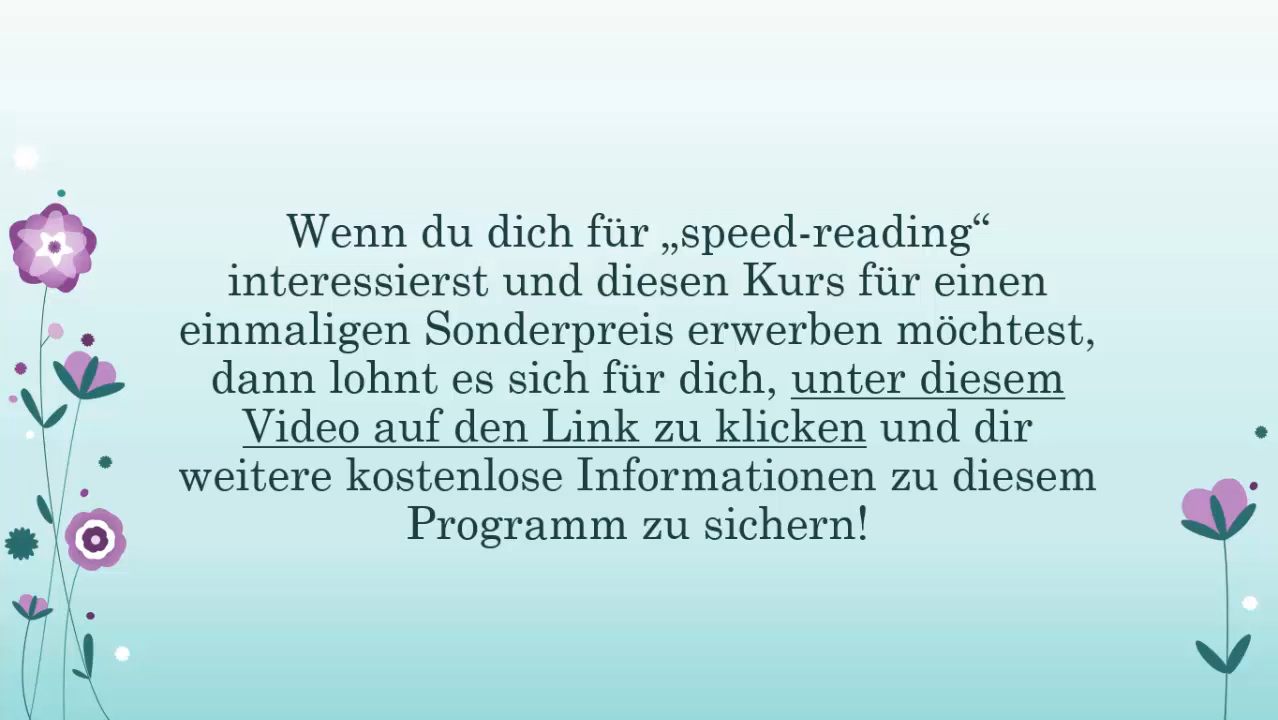 Wenn du dich für „speed-reading“
interessierst und diesen Kurs für einen
einmaligen Sonderpreis erwerben möchtest,
dann lohnt es sich für dich, unter diesem
Video auf den Link zu klicken und dir
weitere kostenlose Informationen zu diesem
Programm zu sichern!